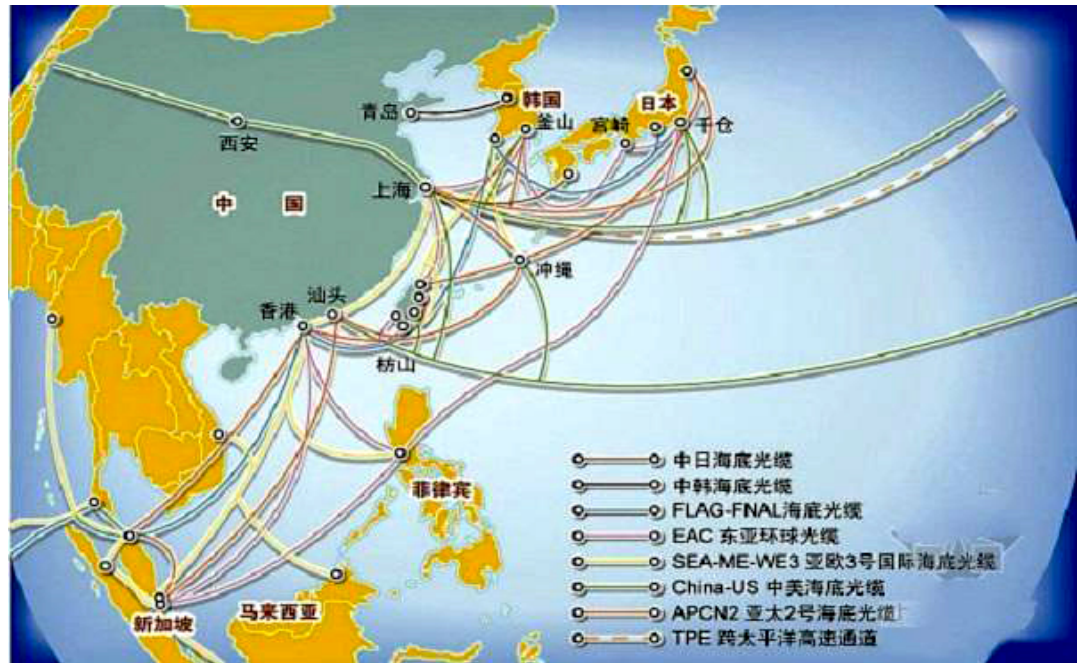 韩国
日本
青岛
釜山
宫崎
千仓
西安
上海
中国
冲绳
汕头
香港
枋山
菲律宾
马来西亚
新加坡
中日海底光缆
中韩海底光缆
FLAG-FNAL海底光缆
EAC 东亚环球光缆
SEA-ME-WE3 亚欧3号国际海底光缆
China-US 中美海底光缆
APCN2 亚太2号海底光缆
TPE 跨太平洋高速通道